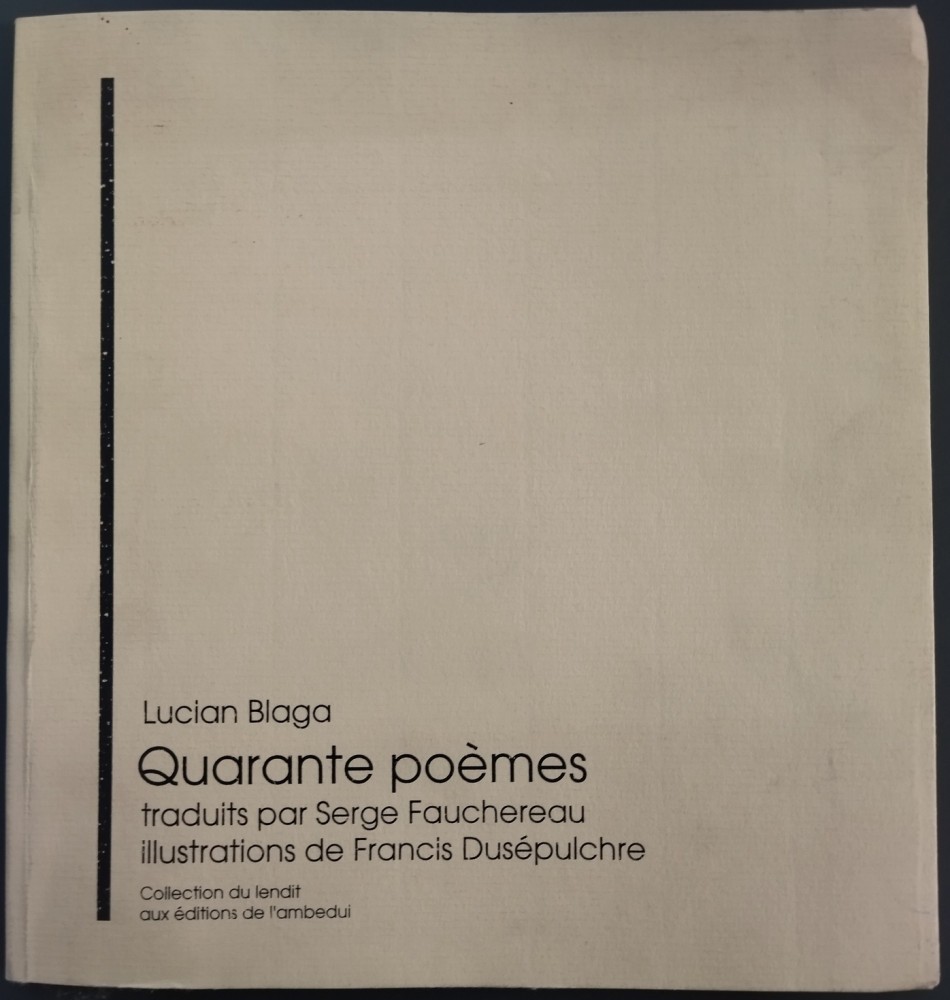 Lucian Blaga
Quarante poèmes
traduits par Serge Fauchereau
illustrations de Francis Dusépulchre
Collection du lendit
aux éditions de l'ambedui